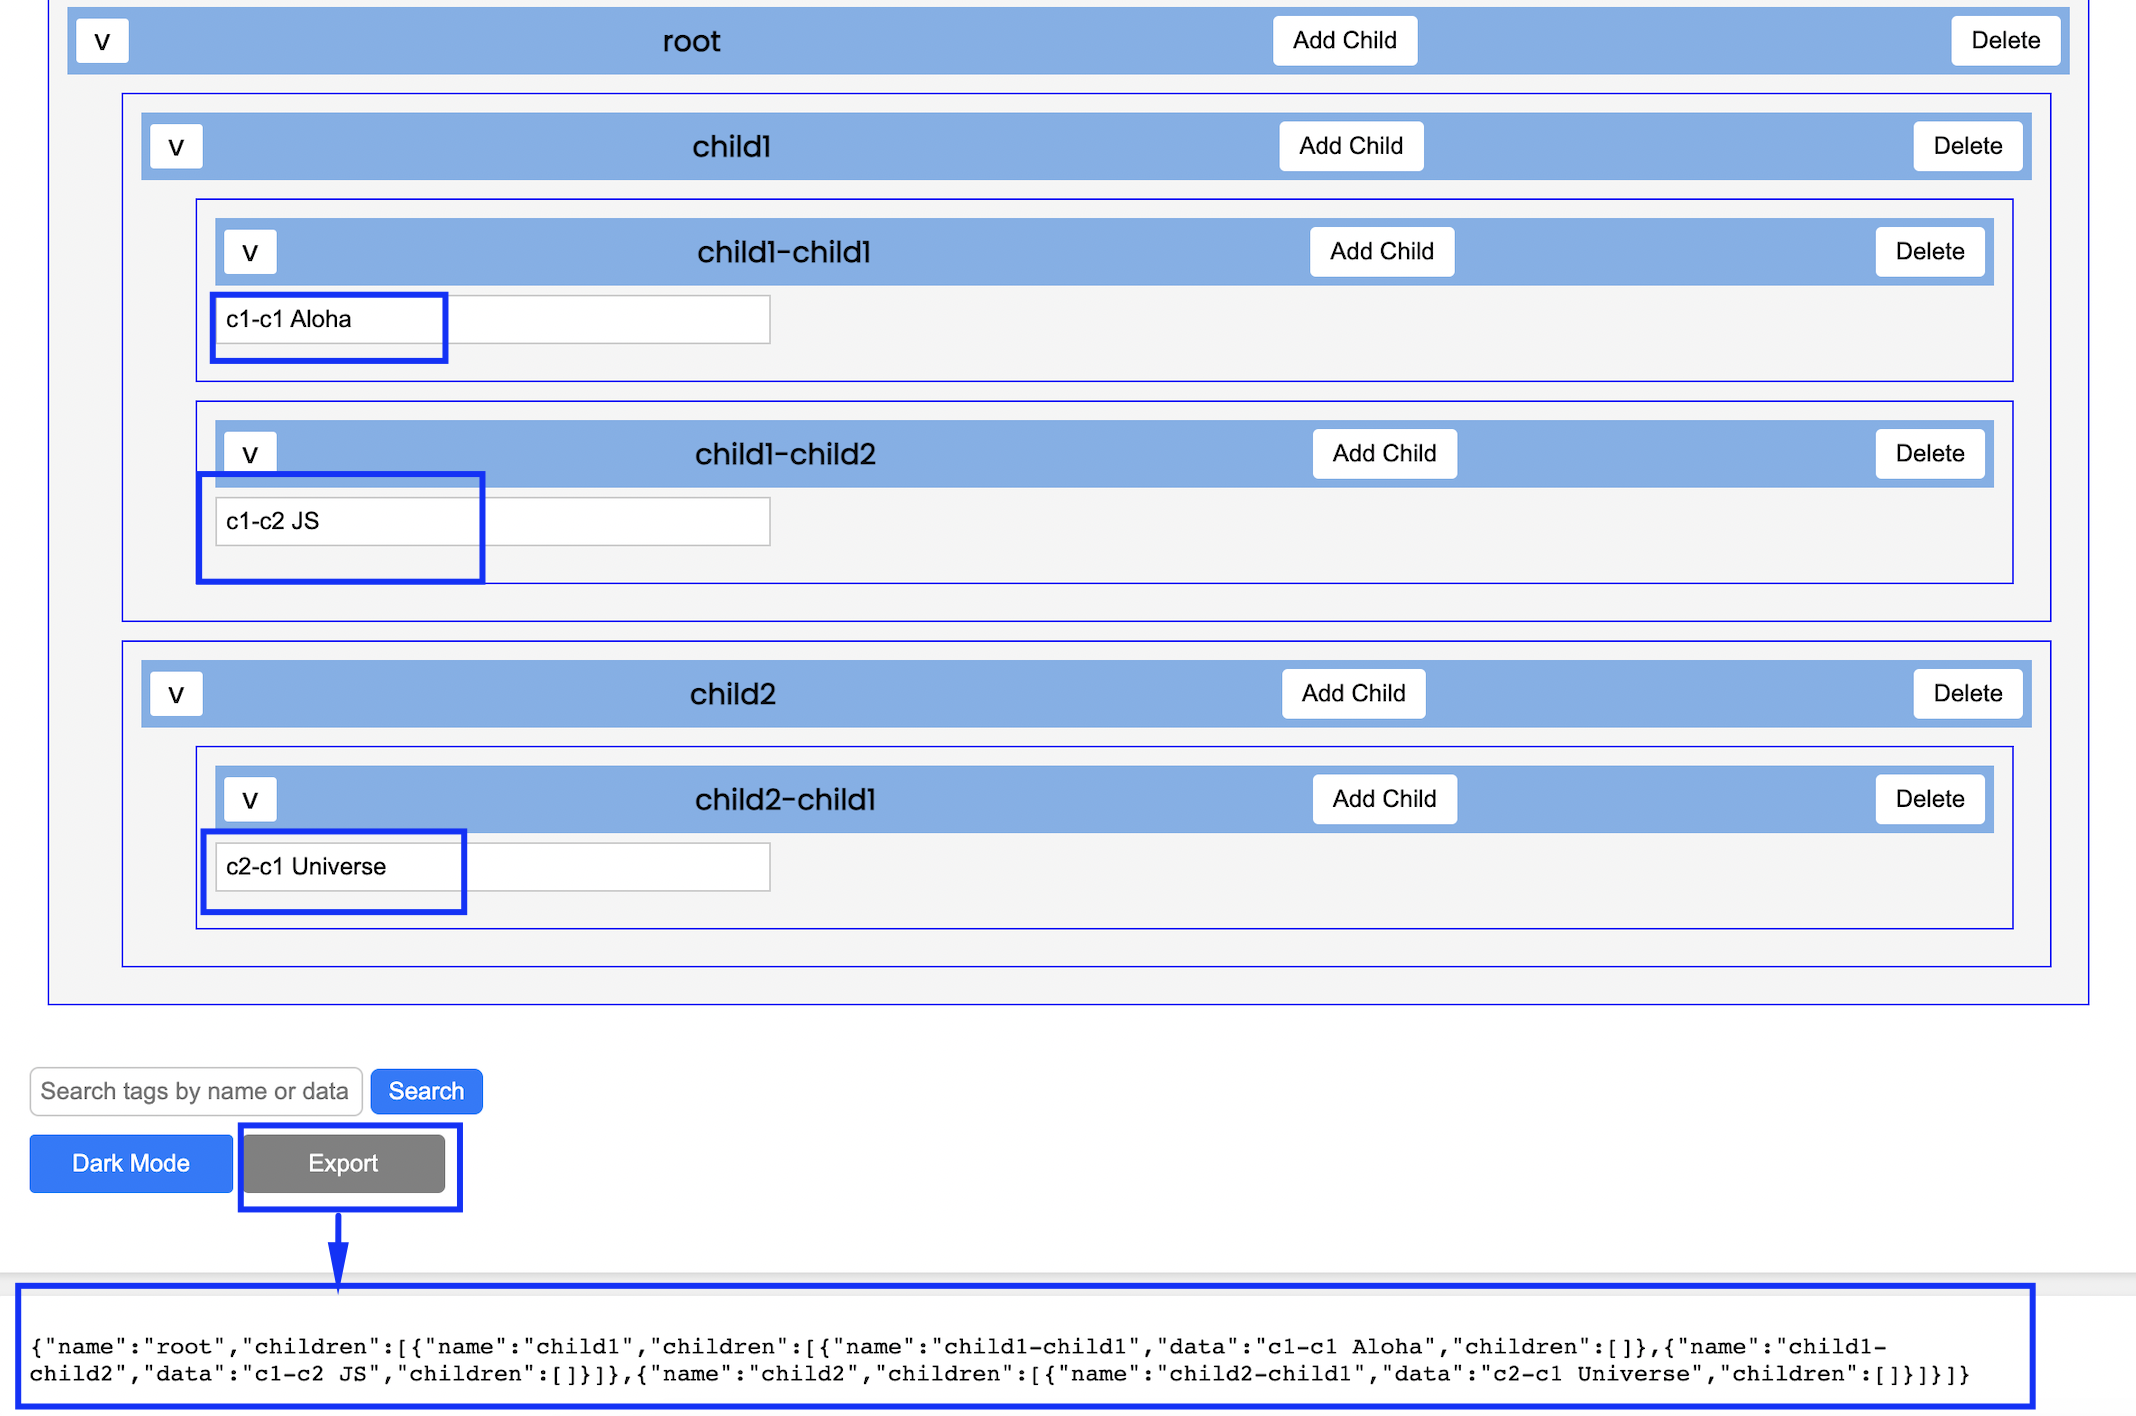 v root Add Child Delete
v child1 Add Child Delete
v child1-child1 Add Child Delete
c1-c1 Aloha
v child1-child2 Add Child Delete
c1-c2 JS
v child2 Add Child Delete
v child2-child1 Add Child Delete
c2-c1 Universe
Search tags by name or data Search
Dark Mode Export
{"name":"root","children":[{"name":"child1","children":[{"name":"child1-child1","data":"c1-c1 Aloha","children":[]},{"name":"child1-
child2","data":"c1-c2 JS","children":[]}]},{"name":"child2","children":[{"name":"child2-child1","data":"c2-c1 Universe","children":[]}]}]}